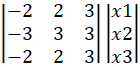 |−2 2 3| |x1|
|−3 3 3| |x2|
|−2 2 3| |x3|